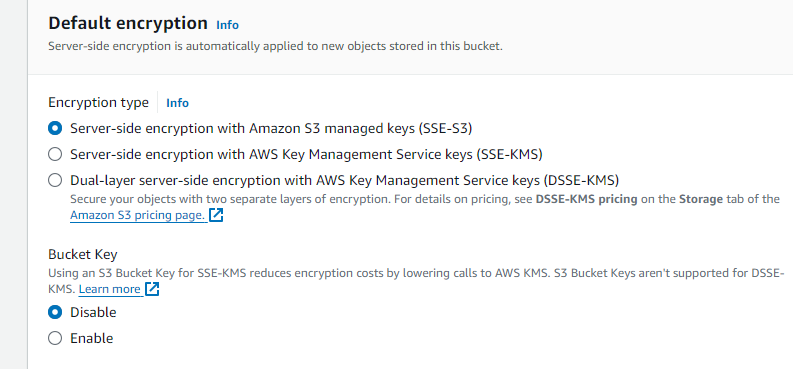 Default encryption Info
Server-side encryption is automatically applied to new objects stored in this bucket.
Encryption type Info
Server-side encryption with Amazon S3 managed keys (SSE-S3)
Server-side encryption with AWS Key Management Service keys (SSE-KMS)
Dual-layer server-side encryption with AWS Key Management Service keys (DSSE-KMS)
Secure your objects with two separate layers of encryption. For details on pricing, see DSSE-KMS pricing on the Storage tab of the
Amazon S3 pricing page.
Bucket Key
Using an S3 Bucket Key for SSE-KMS reduces encryption costs by lowering calls to AWS KMS. S3 Bucket Keys aren't supported for DSSE-
KMS. Learn more
Disable
Enable